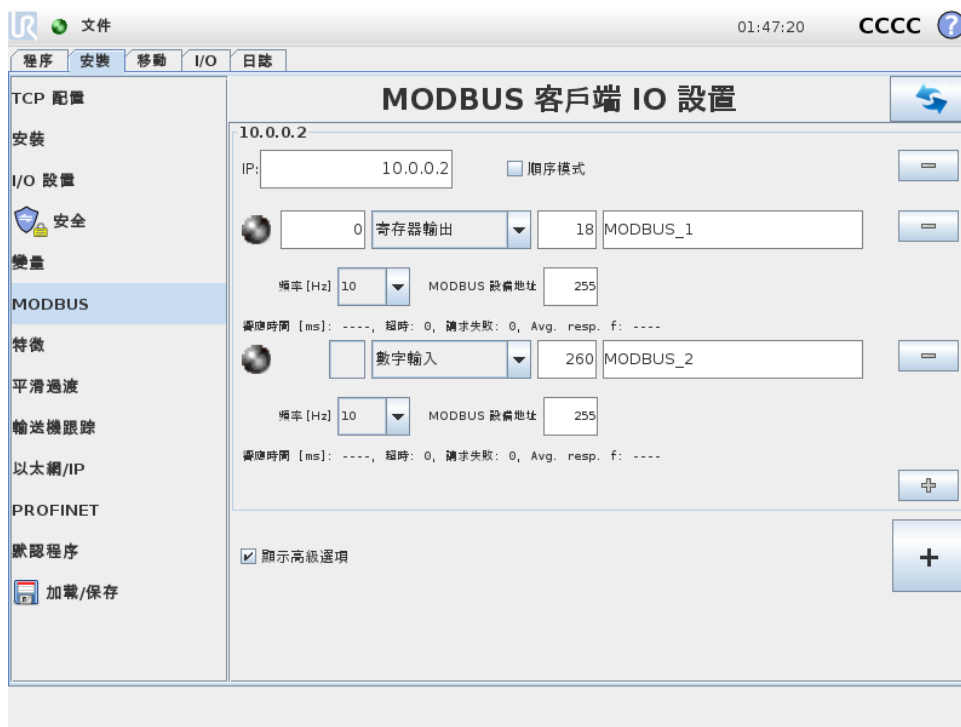 UR 文件 01:47:20 CCCC ?
程序 安裝 移動 I/O 日誌
TCP 配置
安裝
I/O 設置
安全
變量
MODBUS
特徵
平滑過渡
輸送機跟踪
以太網/IP
PROFINET
默認程序
加載/保存
MODBUS 客戶端 IO 設置
10.0.0.2
IP: 10.0.0.2 順序模式
0 寄存器輸出 18 MODBUS_1
頻率 [Hz] 10 MODBUS 設備地址 255
響應時間 [ms]: ----, 超時: 0, 請求失敗: 0, Avg. resp. f: ----
數字輸入 260 MODBUS_2
頻率 [Hz] 10 MODBUS 設備地址 255
響應時間 [ms]: ----, 超時: 0, 請求失敗: 0, Avg. resp. f: ----
顯示高級選項